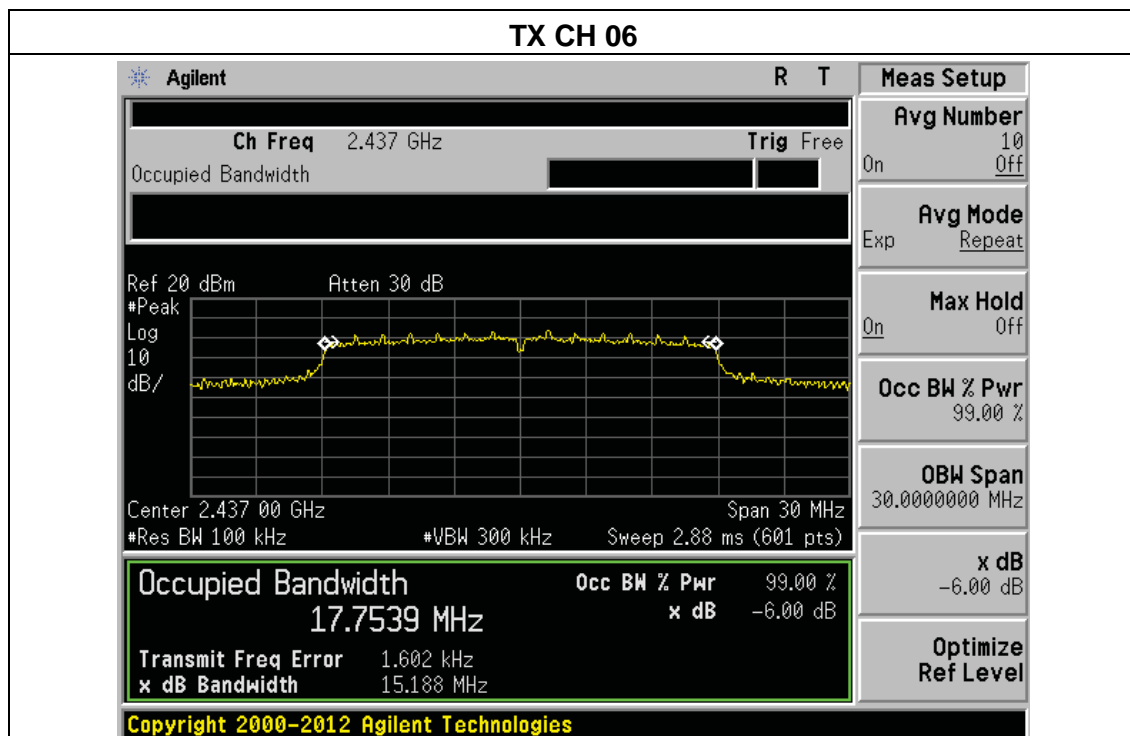 TX CH 06
Agilent R T
Ch Freq 2.437 GHz Trig Free
Occupied Bandwidth
Ref 20 dBm Atten 30 dB
#Peak
Log
10
dB/
Center 2.437 00 GHz Span 30 MHz
#Res BW 100 kHz #VBW 300 kHz Sweep 2.88 ms (601 pts)
Occupied Bandwidth Occ BW % Pwr 99.00 %
17.7539 MHz x dB -6.00 dB
Transmit Freq Error 1.602 kHz
x dB Bandwidth 15.188 MHz
Copyright 2000-2012 Agilent Technologies
Meas Setup
Avg Number
10
On Off
Avg Mode
Exp Repeat
Max Hold
On Off
Occ BW % Pwr
99.00 %
OBW Span
30.0000000 MHz
x dB
-6.00 dB
Optimize
Ref Level